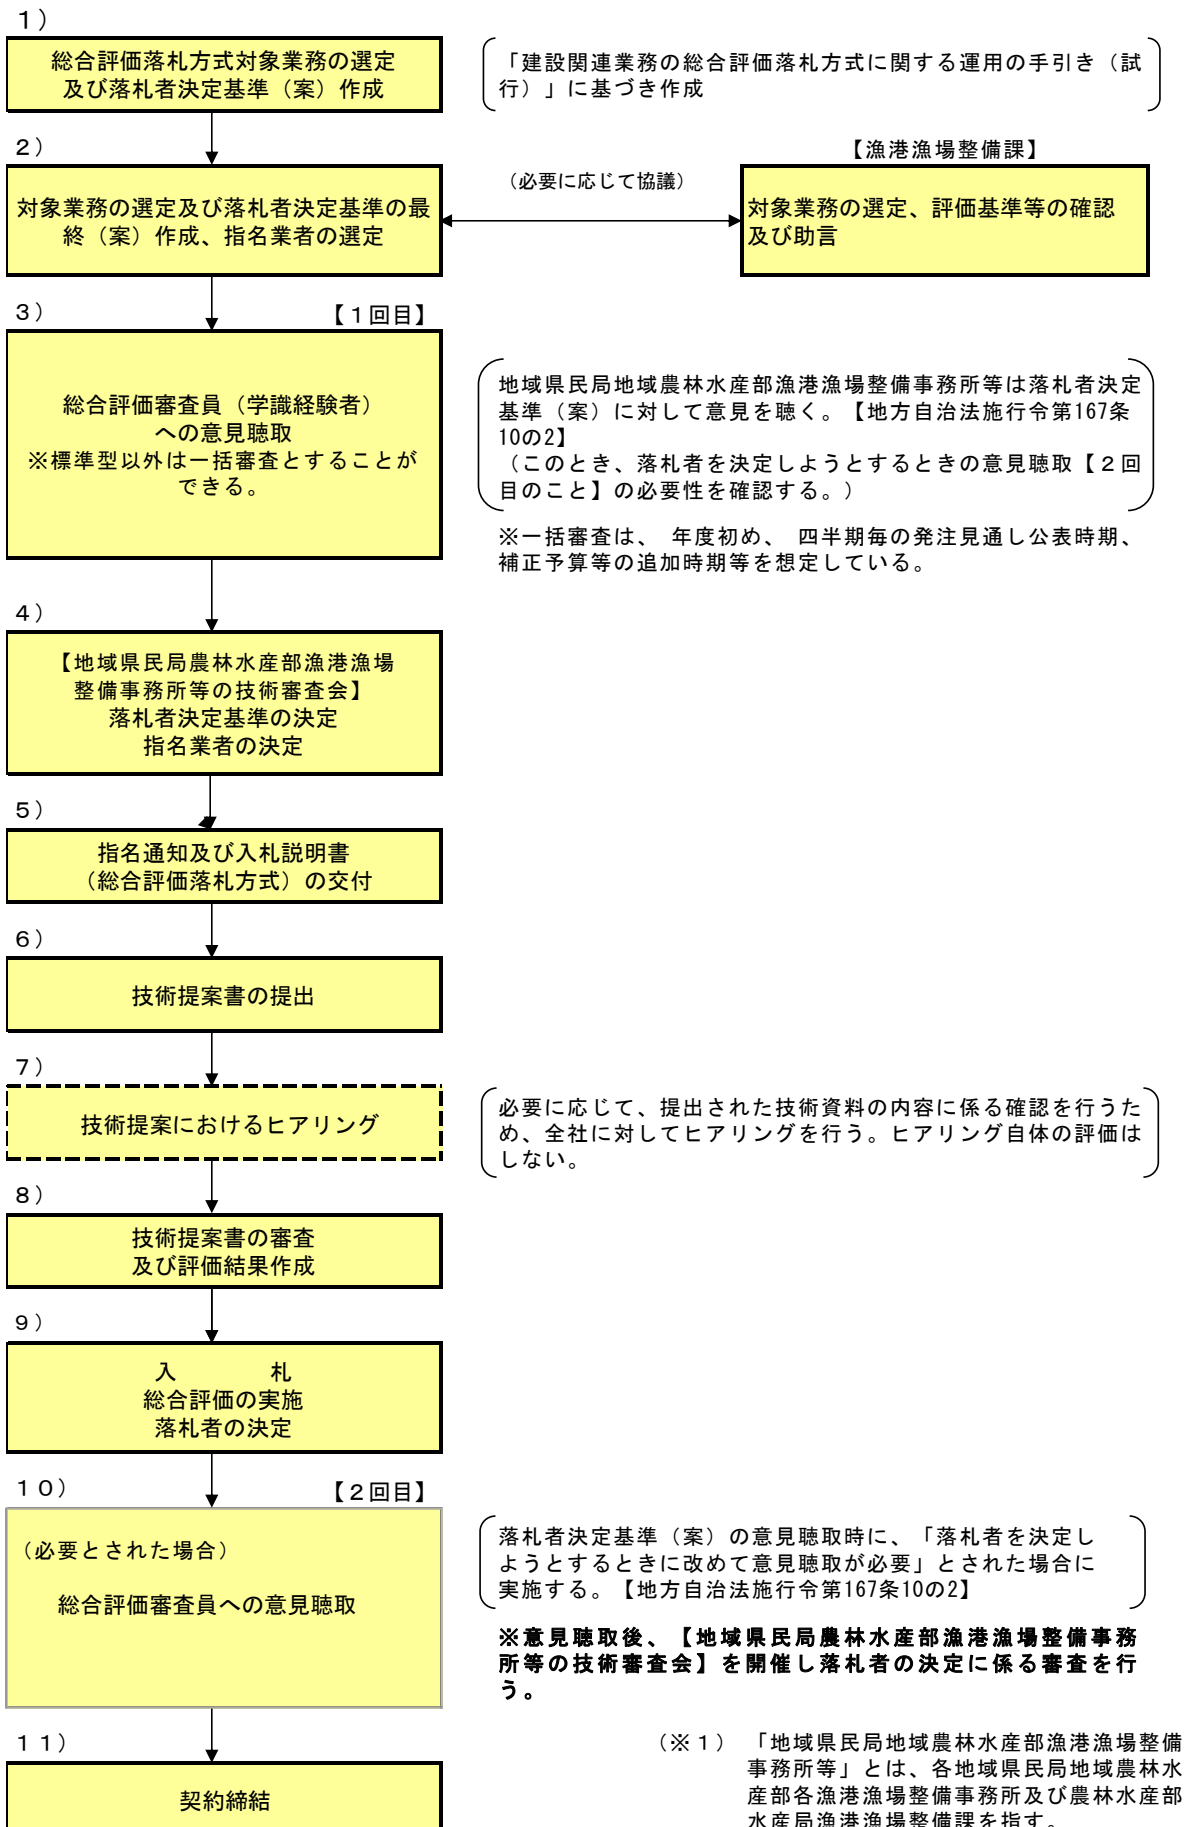 １）
総合評価落札方式対象業務の選定
及び落札者決定基準（案）作成
「建設関連業務の総合評価落札方式に関する運用の手引き（試
行）」に基づき作成
２）
対象業務の選定及び落札者決定基準の最
終（案）作成、指名業者の選定
（必要に応じて協議）
【漁港漁場整備課】
対象業務の選定、評価基準等の確認
及び助言
３）
【１回目】
総合評価審査員（学識経験者）
への意見聴取
※標準型以外は一括審査とすることが
できる。
地域県民局地域農林水産部漁港漁場整備事務所等は落札者決定
基準（案）に対して意見を聴く。【地方自治法施行令第167条
10の2】
（このとき、落札者を決定しようとするときの意見聴取【２回
目のこと】の必要性を確認する。）
※一括審査は、 年度初め、 四半期毎の発注見通し公表時期、
補正予算等の追加時期等を想定している。
４）
【地域県民局農林水産部漁港漁場
整備事務所等の技術審査会】
落札者決定基準の決定
指名業者の決定
５）
指名通知及び入札説明書
（総合評価落札方式）の交付
６）
技術提案書の提出
７）
技術提案におけるヒアリング
必要に応じて、提出された技術資料の内容に係る確認を行うた
め、全社に対してヒアリングを行う。ヒアリング自体の評価は
しない。
８）
技術提案書の審査
及び評価結果作成
９）
入　　　　札
総合評価の実施
落札者の決定
１０）
【２回目】
（必要とされた場合）
総合評価審査員への意見聴取
落札者決定基準（案）の意見聴取時に、「落札者を決定し
ようとするときに改めて意見聴取が必要」とされた場合に
実施する。【地方自治法施行令第167条10の2】
※意見聴取後、【地域県民局農林水産部漁港漁場整備事務
所等の技術審査会】を開催し落札者の決定に係る審査を行
う。
１１）
契約締結
（※１）　「地域県民局地域農林水産部漁港漁場整備
事務所等」とは、各地域県民局地域農林水
産部各漁港漁場整備事務所及び農林水産部
水産局漁港漁場整備課を指す。